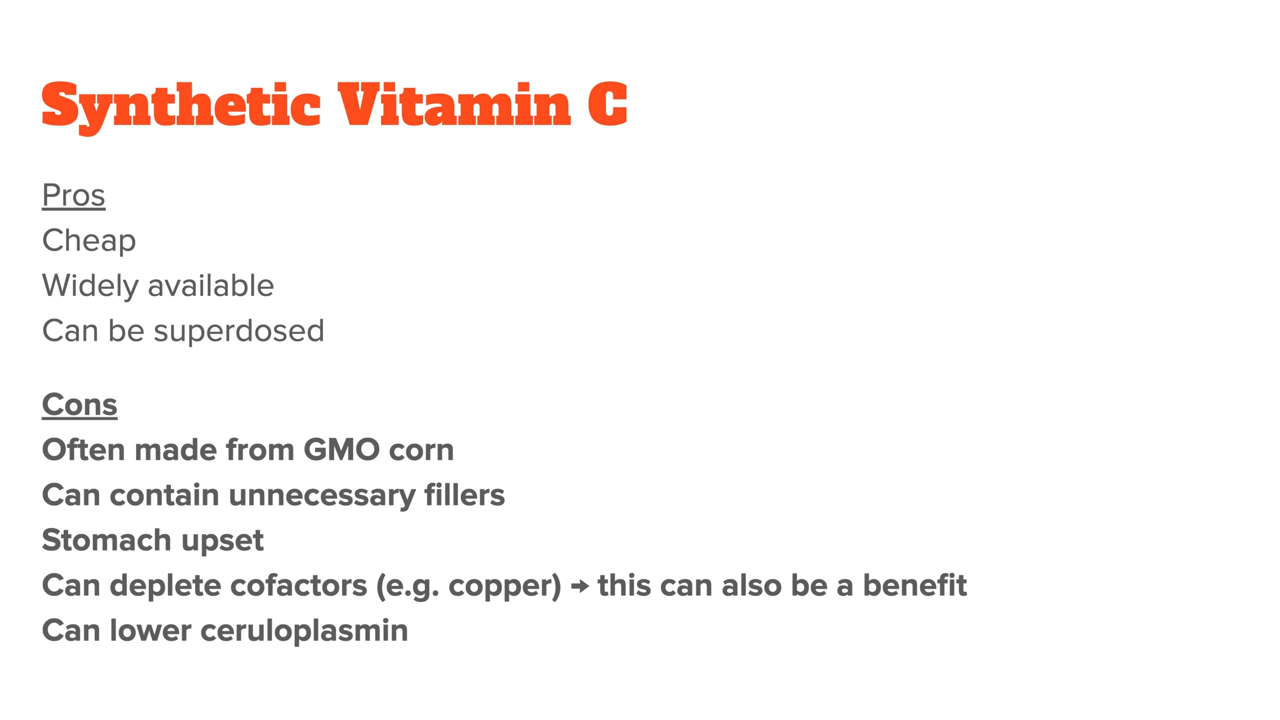 Synthetic Vitamin C
Pros
Cheap
Widely available
Can be superdosed
Cons
Often made from GMO corn
Can contain unnecessary fillers
Stomach upset
Can deplete cofactors (e.g. copper) → this can also be a benefit
Can lower ceruloplasmin